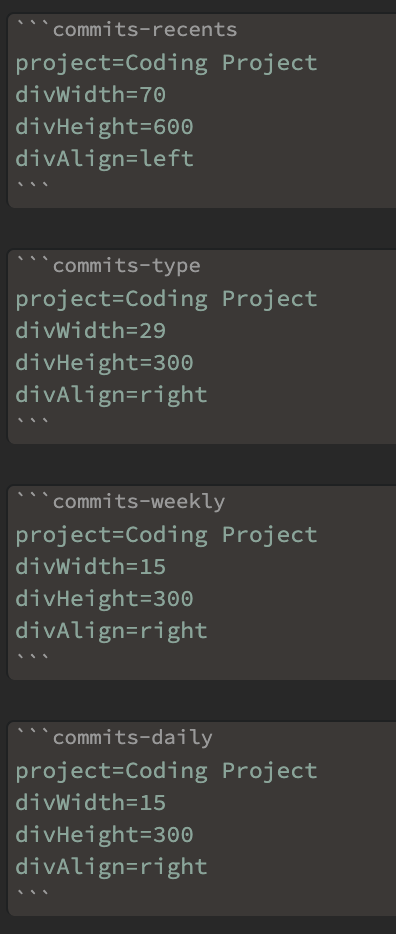 ```commits-recents
project=Coding Project
divWidth=70
divHeight=600
divAlign=left
```
```commits-type
project=Coding Project
divWidth=29
divHeight=300
divAlign=right
```
```commits-weekly
project=Coding Project
divWidth=15
divHeight=300
divAlign=right
```
```commits-daily
project=Coding Project
divWidth=15
divHeight=300
divAlign=right
```